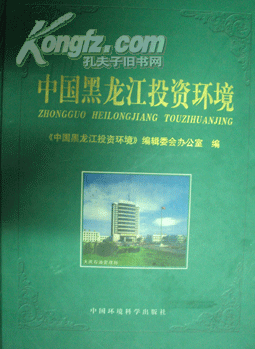 Kongfz.com
孔夫子旧书网
中国黑龙江投资环境
ZHONGGUO HEILONGJIANG TOUZIHUANJING
《中国黑龙江投资环境》编辑委会办公室 编
中国环境科学出版社